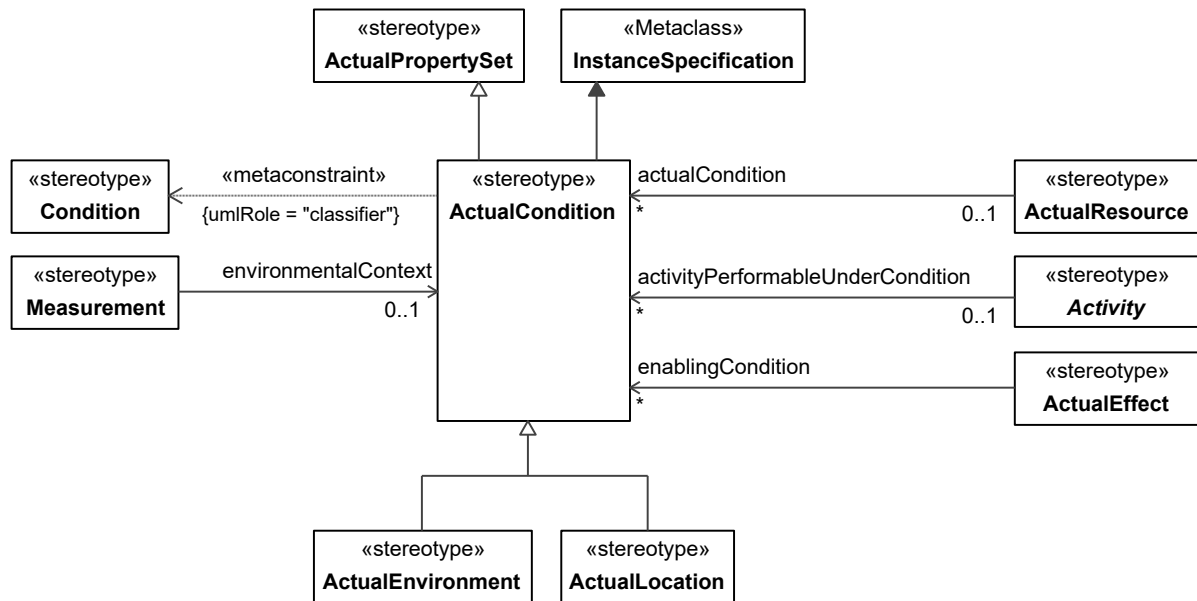 «stereotype»
ActualPropertySet
«Metaclass»
InstanceSpecification
«stereotype»
Condition
«metaconstraint»
{umlRole = "classifier"}
«stereotype»
ActualCondition
actualCondition
*
0..1
«stereotype»
ActualResource
«stereotype»
Measurement
environmentalContext
0..1
activityPerformableUnderCondition
*
0..1
«stereotype»
Activity
enablingCondition
*
«stereotype»
ActualEffect
«stereotype»
ActualEnvironment
«stereotype»
ActualLocation